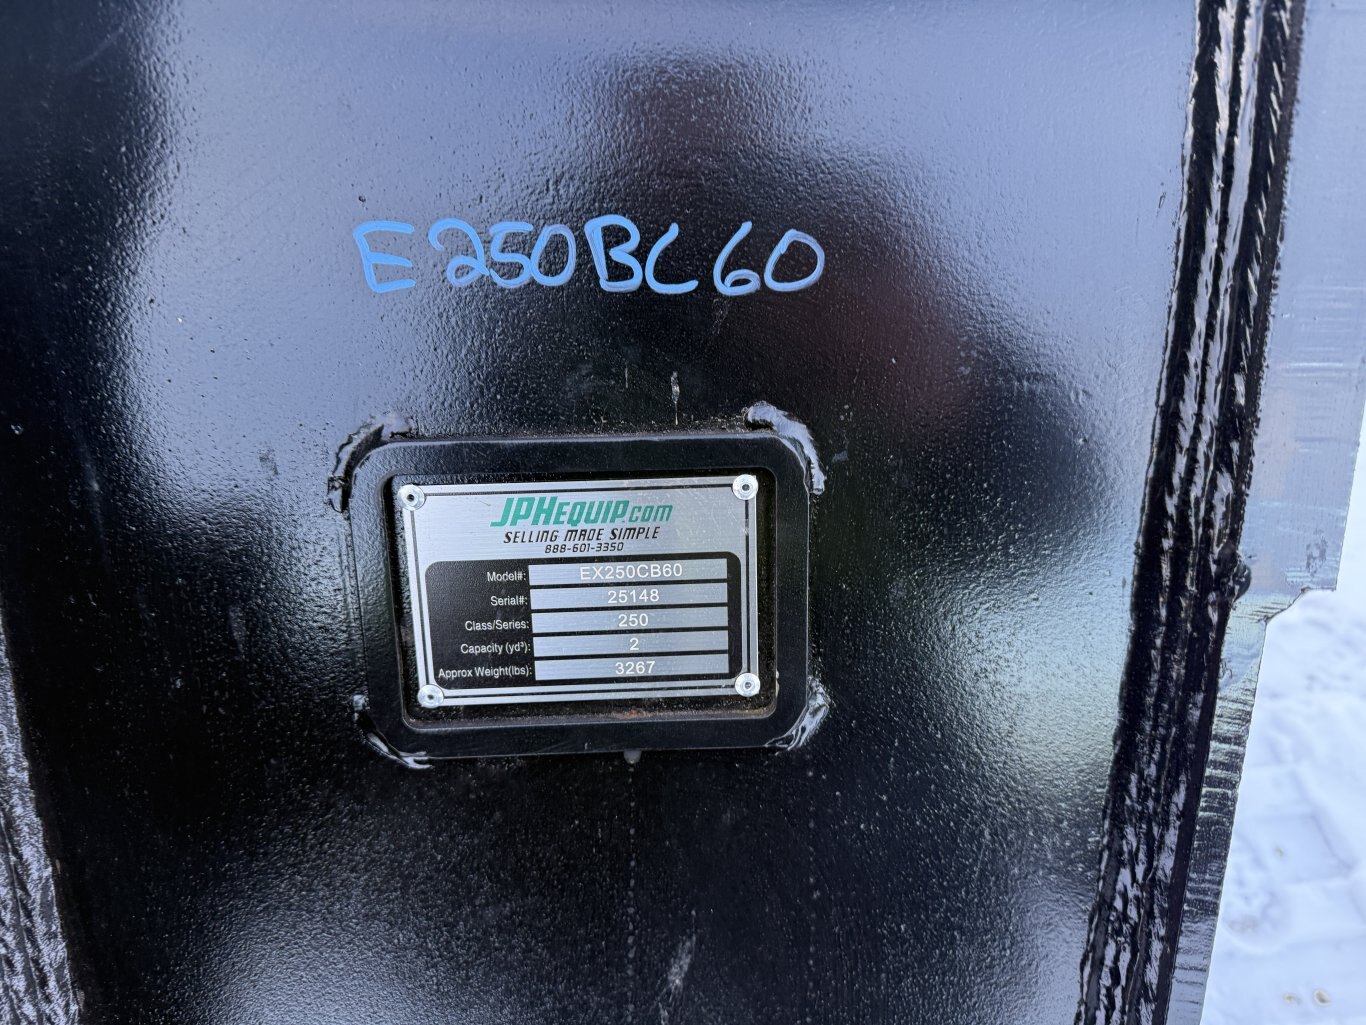 E250BC60
JPHEQUIP.COM
SELLING MADE SIMPLE
888-601-3350
Model#: EX250CB60
Serial#: 25148
Class/Series: 250
Capacity (yd³): 2
Approx Weight(lbs): 3267